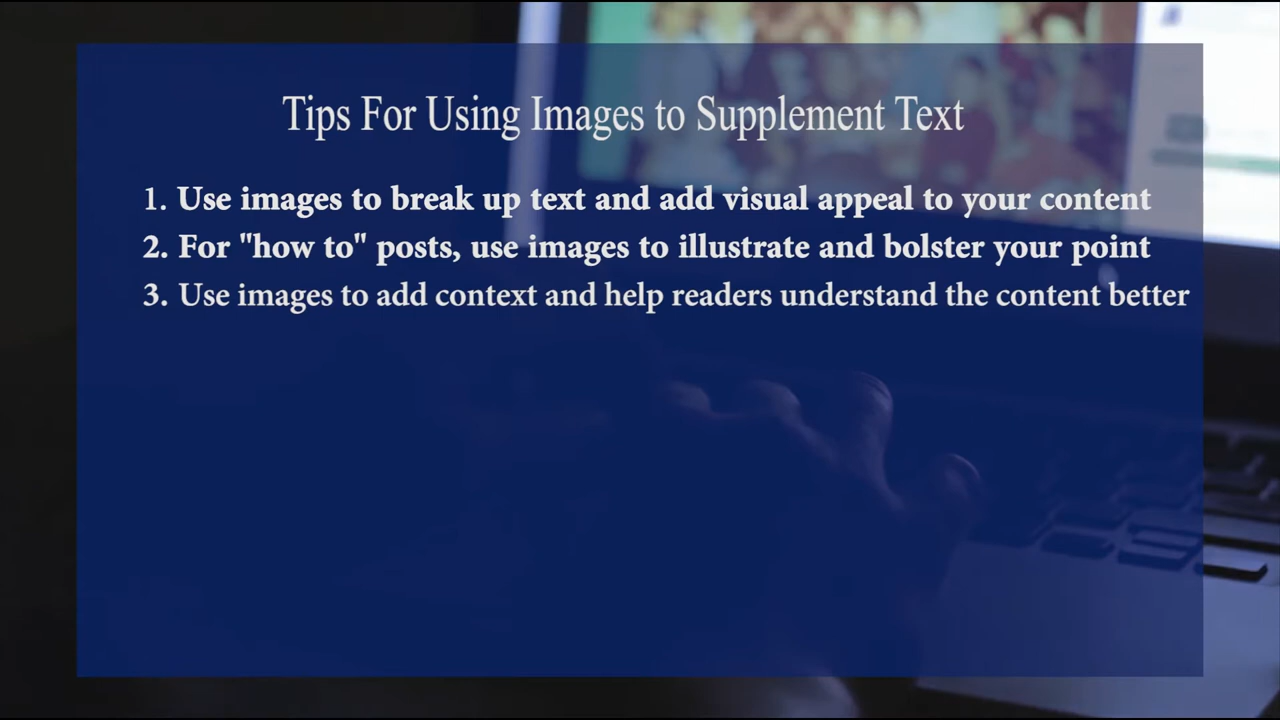 Tips For Using Images to Supplement Text
1. Use images to break up text and add visual appeal to your content
2. For "how to" posts, use images to illustrate and bolster your point
3. Use images to add context and help readers understand the content better